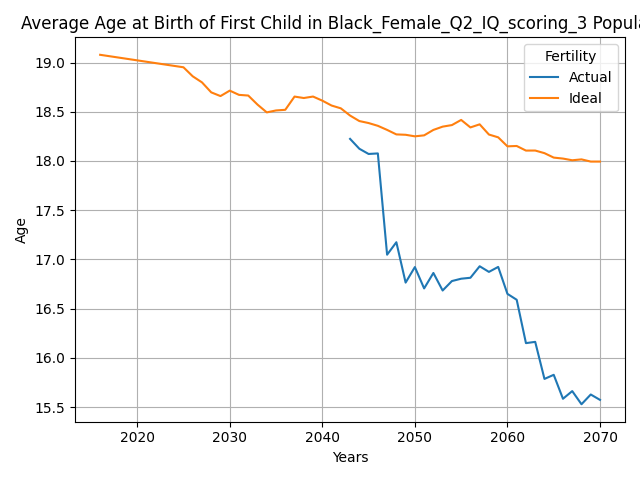 Average Age at Birth of First Child in Black_Female_Q2_IQ_scoring_3 Popula
Fertility
Actual
Ideal
Age
19.0
18.5
18.0
17.5
17.0
16.5
16.0
15.5
2020 2030 2040 2050 2060 2070
Years